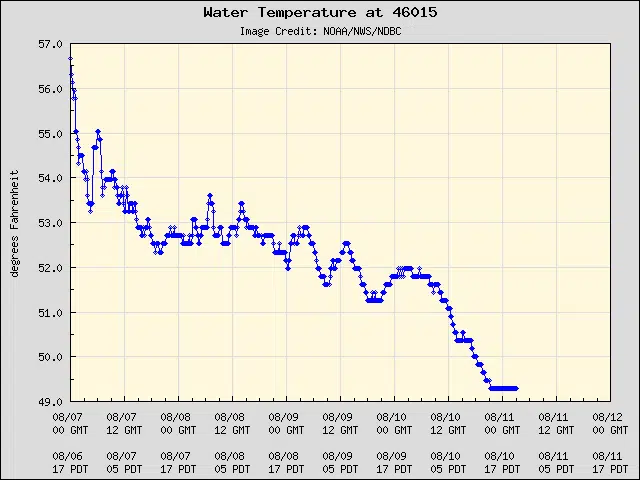 Water Temperature at 46015
Image Credit: NOAA/NWS/NDBC
degrees Fahrenheit
57.0
56.0
55.0
54.0
53.0
52.0
51.0
50.0
49.0
08/07 08/07 08/08 08/08 08/09 08/09 08/10 08/10 08/11 08/11 08/12
00 GMT 12 GMT 00 GMT 12 GMT 00 GMT 12 GMT 00 GMT 12 GMT 00 GMT 12 GMT 00 GMT
08/06 08/07 08/07 08/08 08/08 08/09 08/09 08/10 08/10 08/11 08/11
17 PDT 05 PDT 17 PDT 05 PDT 17 PDT 05 PDT 17 PDT 05 PDT 17 PDT 05 PDT 17 PDT